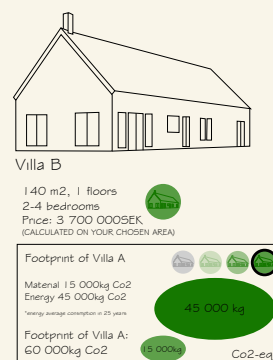 Villa B
140 m2, 1 floors
2-4 bedrooms
Price: 3 700 000SEK
(CALCULATED ON YOUR CHOSEN AREA)
Footprint of Villa A
Material 15 000kg Co2
Energy 45 000kg Co2
*energy average consmption in 25 years
45 000 kg
Footprint of Villa A:
60 000kg Co2
15 000kg
Co2-eq